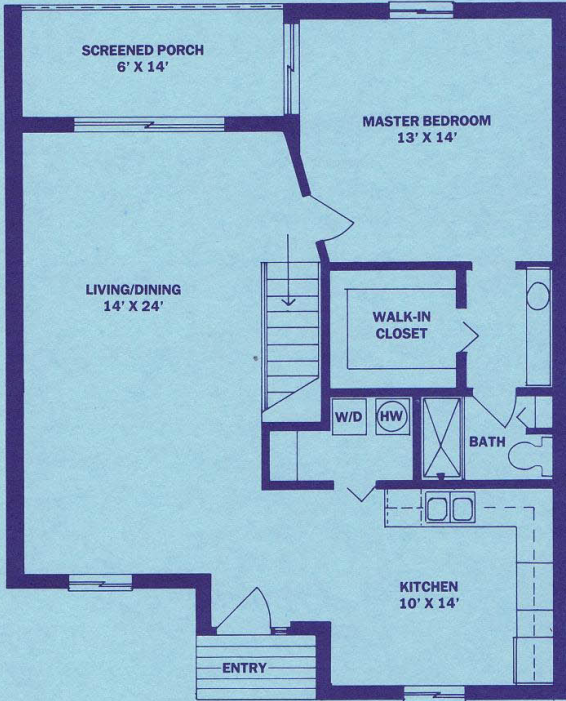 SCREENED PORCH
6' X 14'
MASTER BEDROOM
13' X 14'
LIVING/DINING
14' X 24'
WALK-IN
CLOSET
W/D
HW
BATH
KITCHEN
10' X 14'
ENTRY